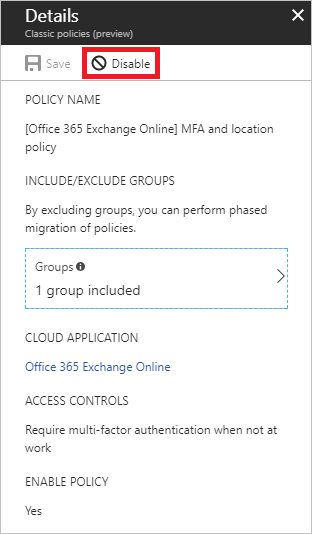 Details
Classic policies (preview)
Save
Disable
POLICY NAME
[Office 365 Exchange Online] MFA and location
policy
INCLUDE/EXCLUDE GROUPS
By excluding groups, you can perform phased
migration of policies.
Groups
1 group included
CLOUD APPLICATION
Office 365 Exchange Online
ACCESS CONTROLS
Require multi-factor authentication when not at
work
ENABLE POLICY
Yes